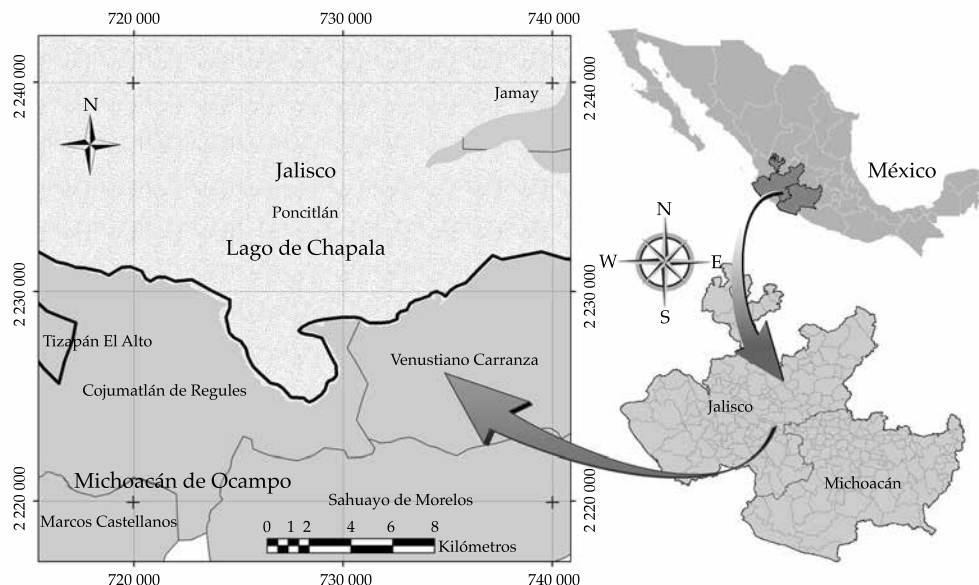 720 000
730 000
740 000
2 240 000
2 230 000
2 220 000
N
Jamay
Jalisco
Poncitlán
Lago de Chapala
Tizapán El Alto
Cojumatlán de Regules
Venustiano Carranza
Michoacán de Ocampo
Sahuayo de Morelos
Marcos Castellanos
0 1 2 4 6 8
Kilómetros
2 240 000
2 230 000
2 220 000
720 000
730 000
740 000
México
N
W
E
S
Jalisco
Michoacán